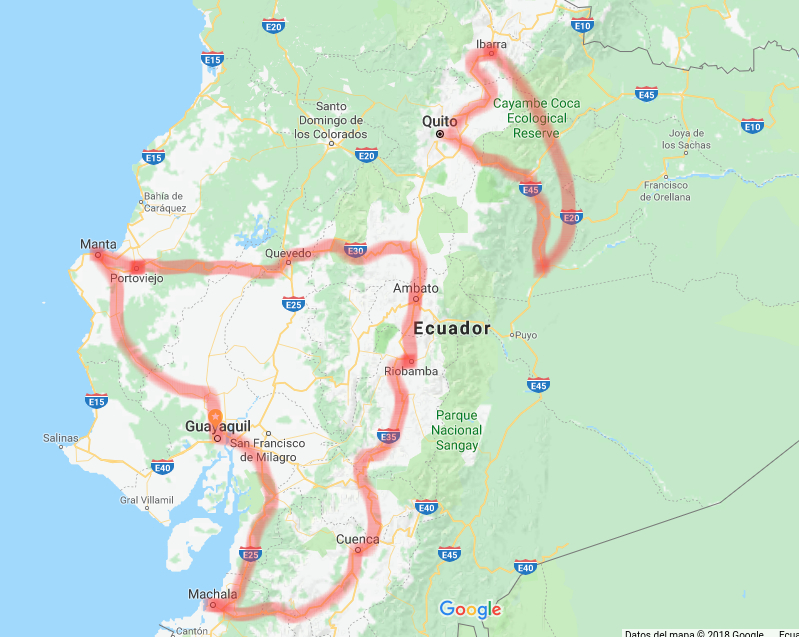 E20
E10
Ibarra
E15
E45
Santo
Domingo de
los Colorados
Cayambe Coca
Ecological
Reserve
Quito
E10
Joya de
los Sachas
E15
E20
E45
Francisco
de Orellana
Bahía de
Caráquez
E20
Manta
Quevedo
E30
Portoviejo
Ambato
E25
Ecuador
Puyo
Riobamba
E45
E15
Parque
Nacional
Sangay
Guayaquil
E35
Salinas
San Francisco
de Milagro
E40
Gral Villamil
E40
Cuenca
E25
E45
E40
Machala
Google
Cantón
Datos del mapa © 2018 Google